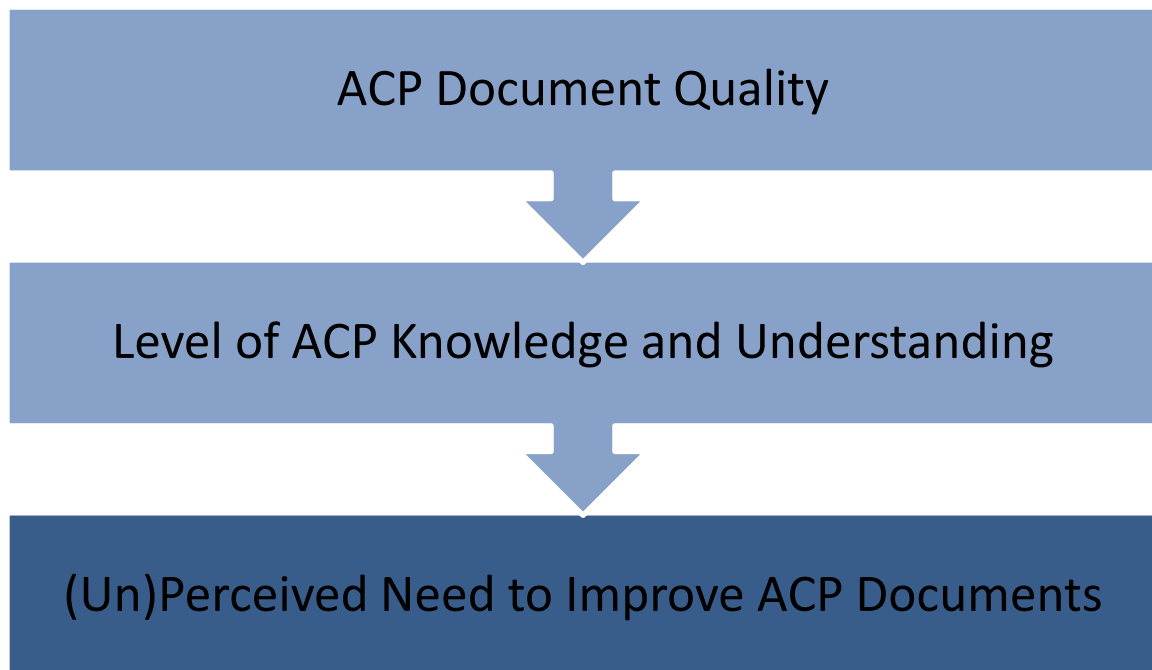 ACP Document Quality
Level of ACP Knowledge and Understanding
(Un)Perceived Need to Improve ACP Documents